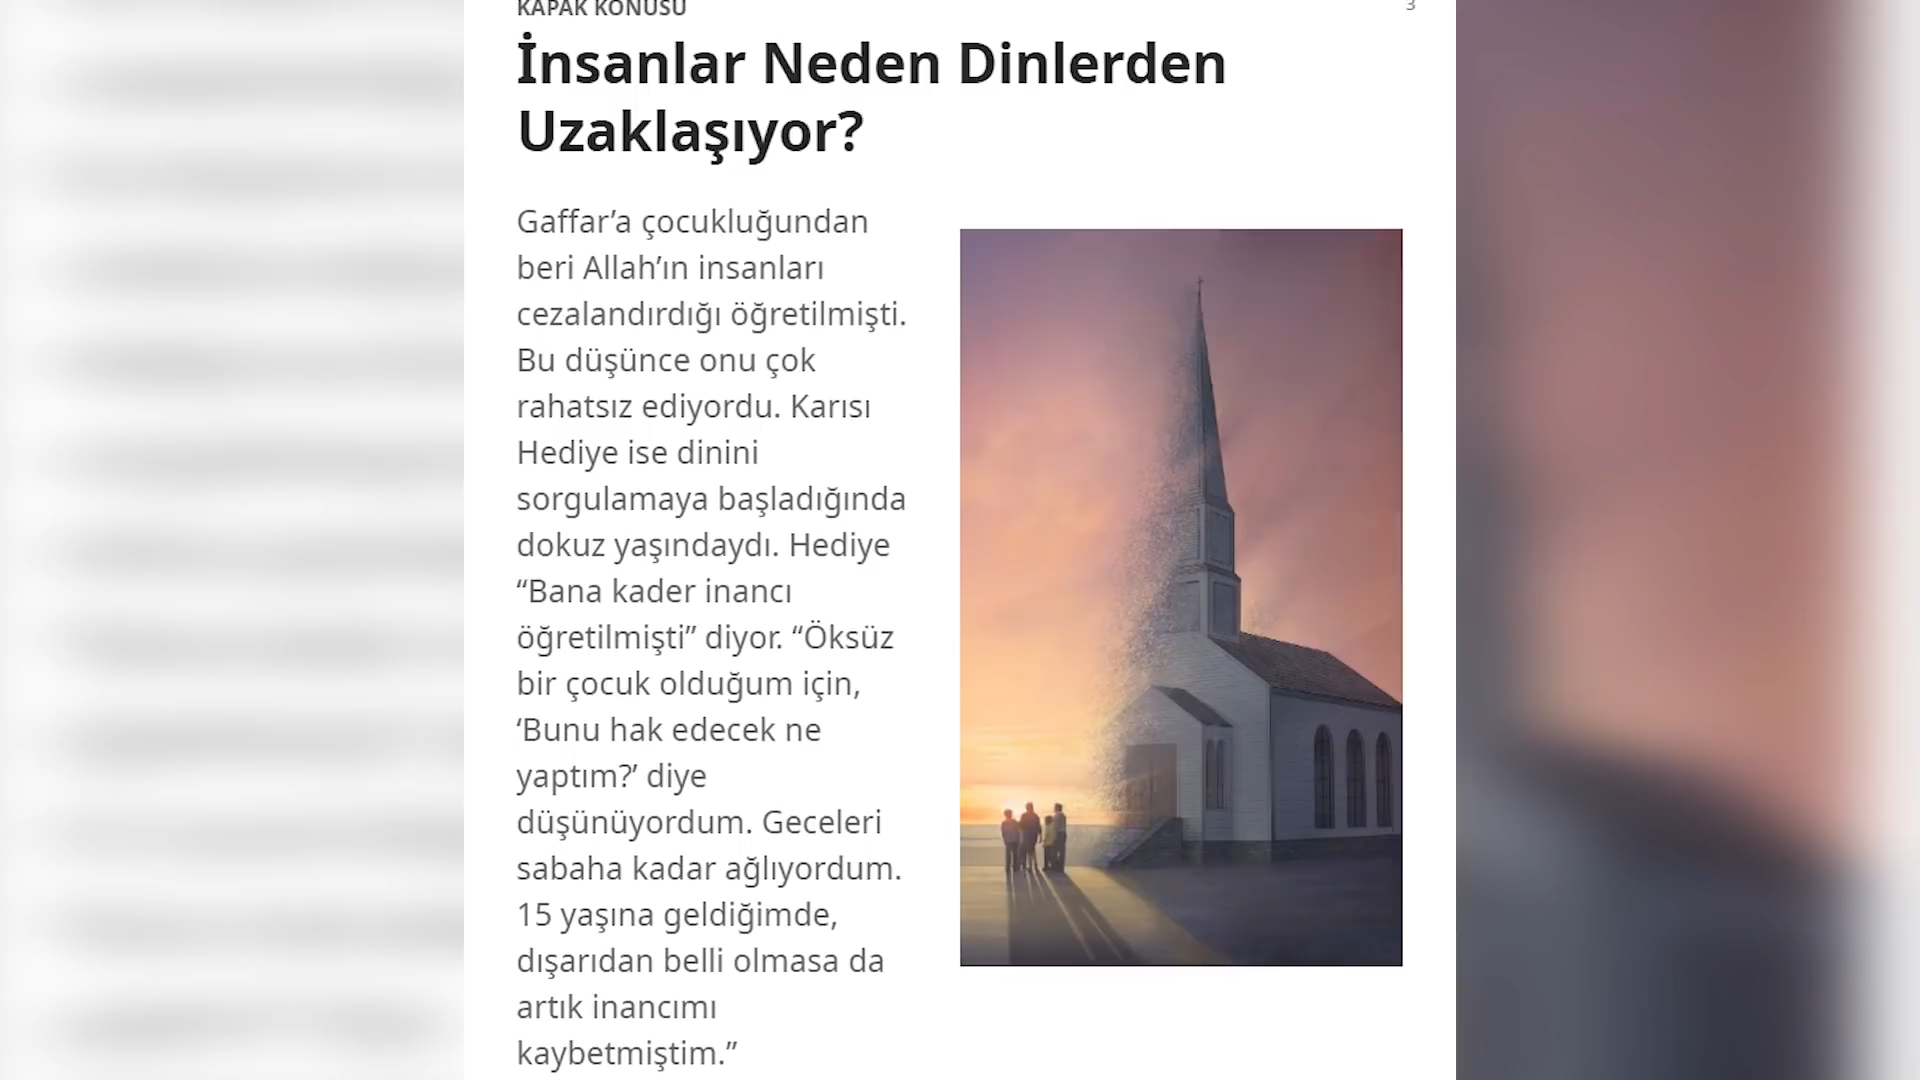 KAPAK KONUSU
3
İnsanlar Neden Dinlerden
Uzaklaşıyor?
Gaffar’a çocukluğundan
beri Allah’ın insanları
cezalandırdığı öğretilmişti.
Bu düşünce onu çok
rahatsız ediyordu. Karısı
Hediye ise dinini
sorgulamaya başladığında
dokuz yaşındaydı. Hediye
“Bana kader inancı
öğretilmişti” diyor. “Öksüz
bir çocuk olduğum için,
‘Bunu hak edecek ne
yaptım?’ diye
düşünüyordum. Geceleri
sabaha kadar ağlıyordum.
15 yaşına geldiğimde,
dışarıdan belli olmasa da
artık inancımı
kaybetmiştim.”